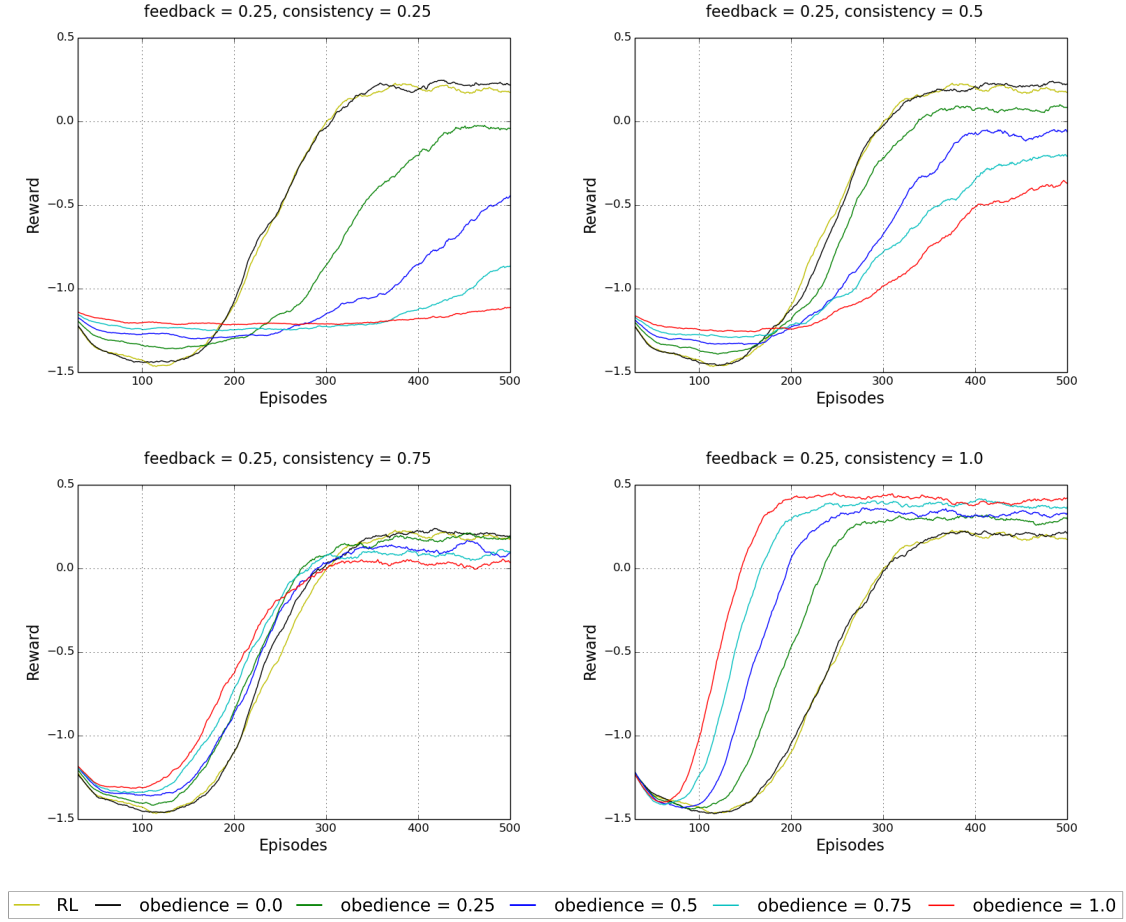 feedback = 0.25, consistency = 0.25
0.5
0.0
−0.5
−1.0
−1.5
Reward
100 200 300 400 500
Episodes
feedback = 0.25, consistency = 0.5
0.5
0.0
−0.5
−1.0
−1.5
Reward
100 200 300 400 500
Episodes
feedback = 0.25, consistency = 0.75
0.5
0.0
−0.5
−1.0
−1.5
Reward
100 200 300 400 500
Episodes
feedback = 0.25, consistency = 1.0
0.5
0.0
−0.5
−1.0
−1.5
Reward
100 200 300 400 500
Episodes
RL obedience = 0.0 obedience = 0.25 obedience = 0.5 obedience = 0.75 obedience = 1.0